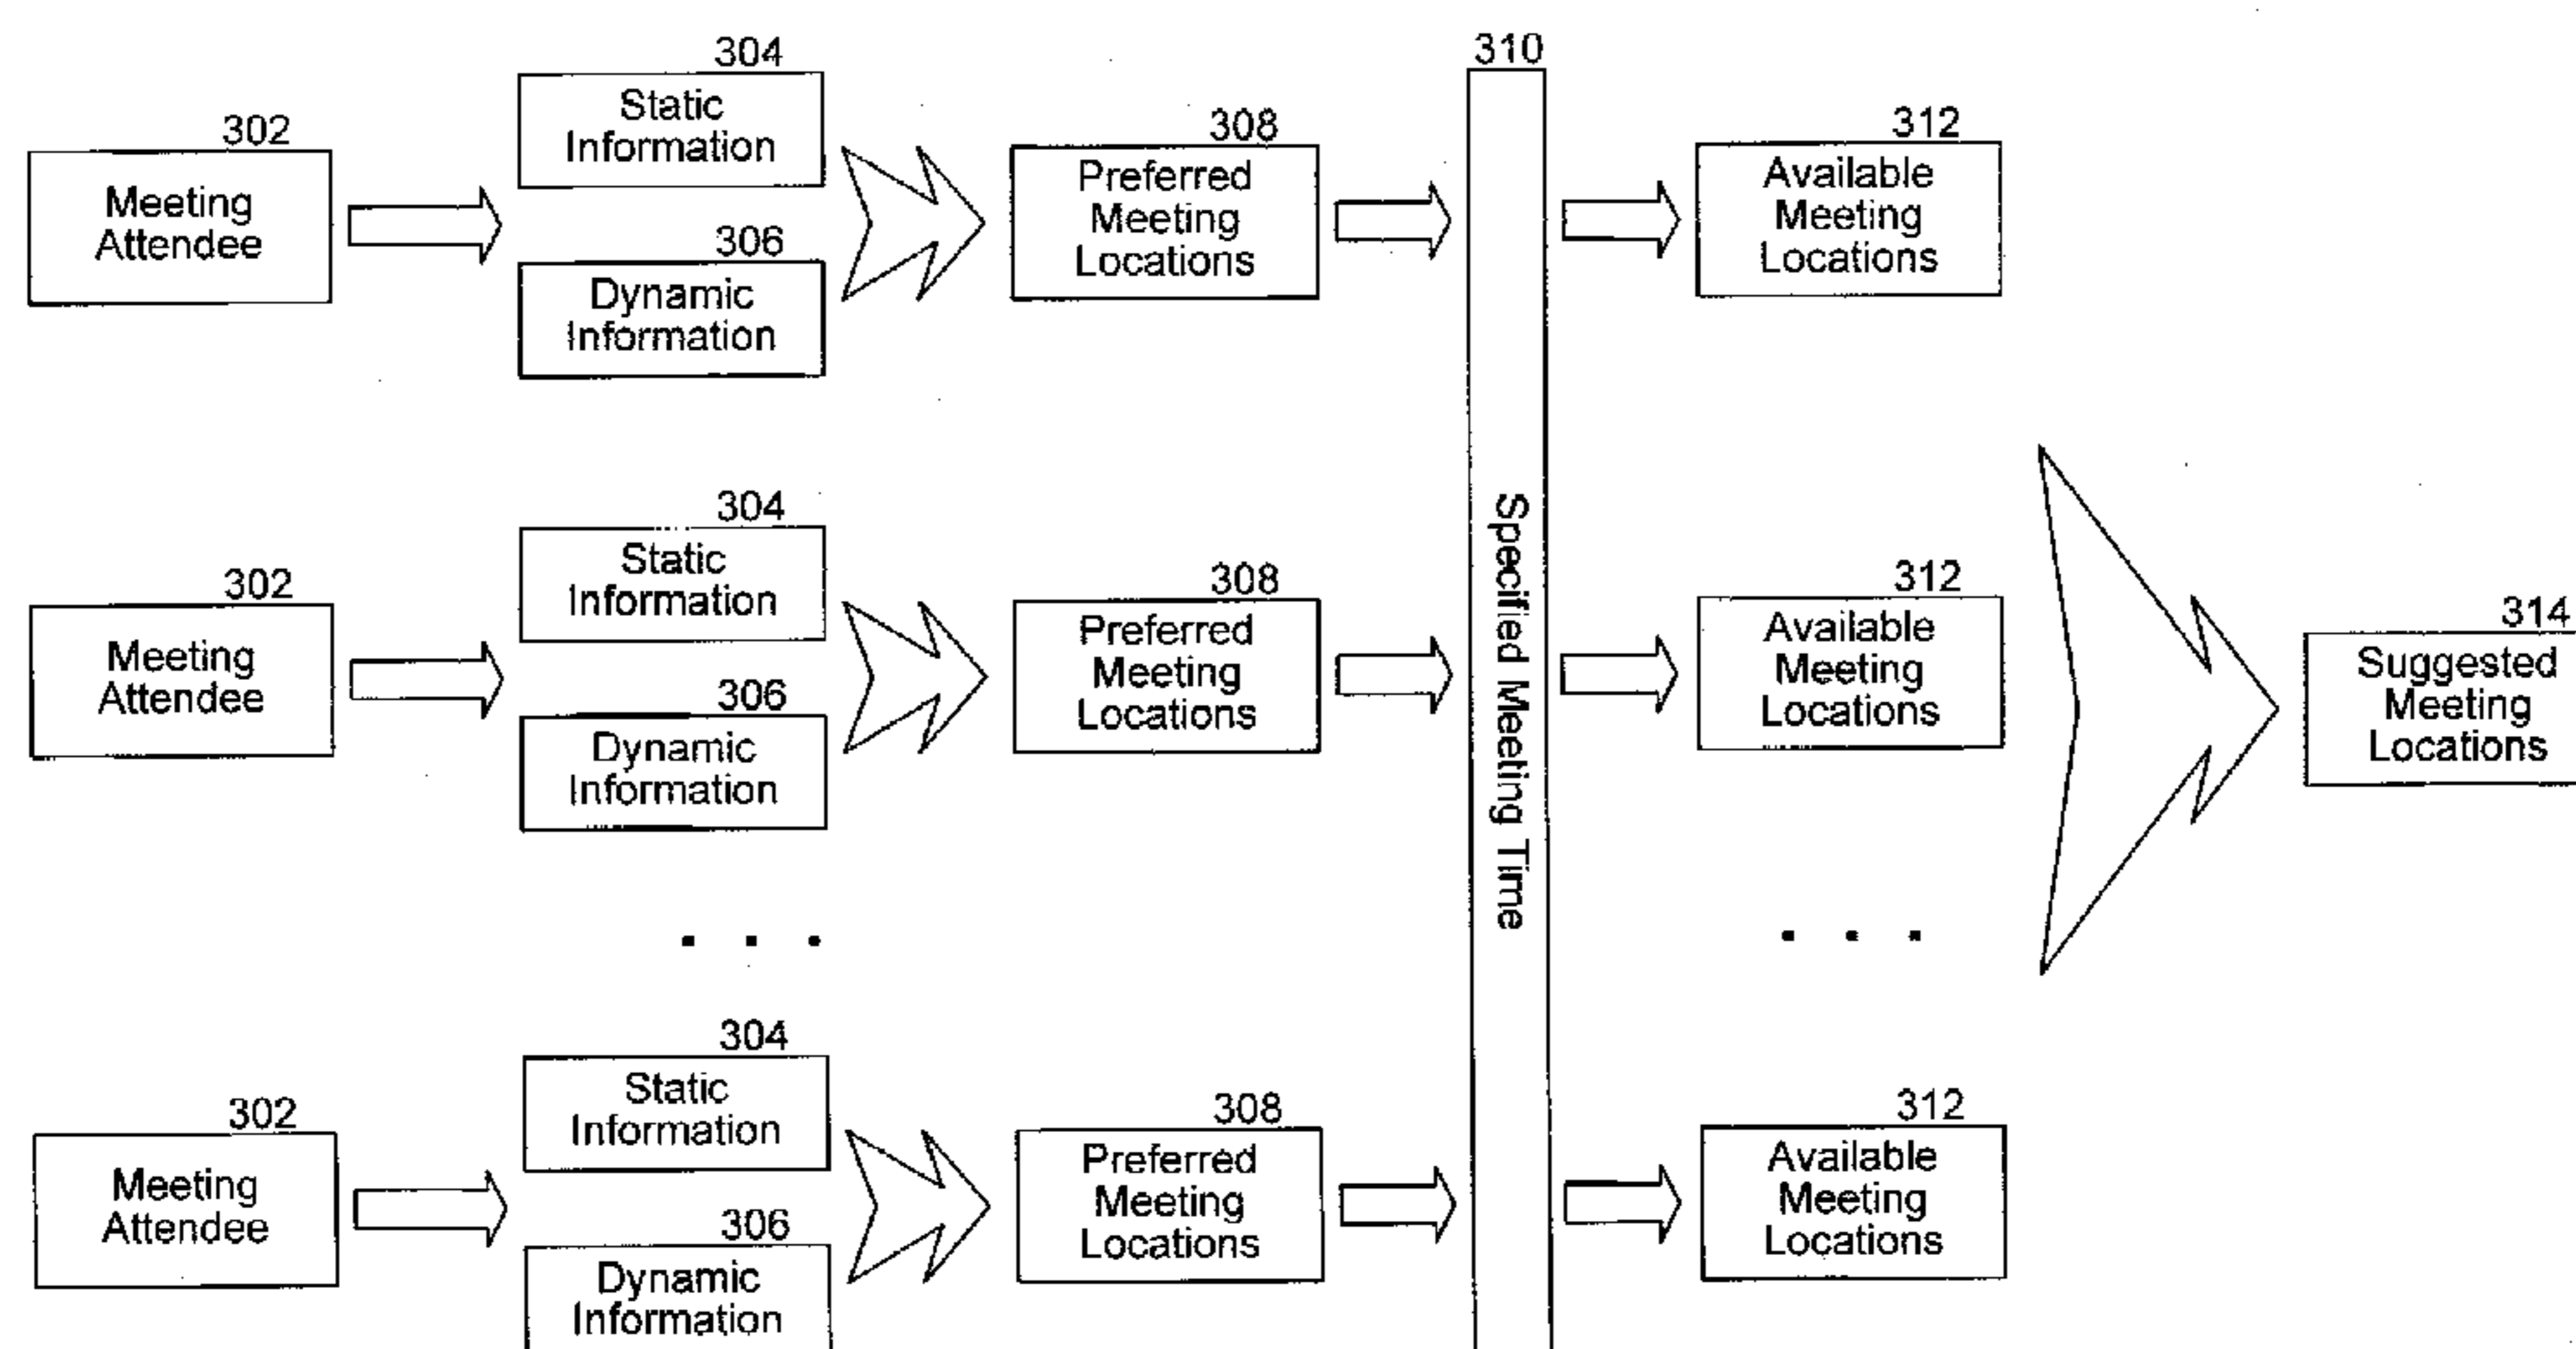 302
Meeting
Attendee
304
Static
Information
306
Dynamic
Information
308
Preferred
Meeting
Locations
310
Specified Meeting Time
312
Available
Meeting
Locations
302
Meeting
Attendee
304
Static
Information
306
Dynamic
Information
308
Preferred
Meeting
Locations
312
Available
Meeting
Locations
314
Suggested
Meeting
Locations
. . .
. . .
302
Meeting
Attendee
304
Static
Information
306
Dynamic
Information
308
Preferred
Meeting
Locations
312
Available
Meeting
Locations